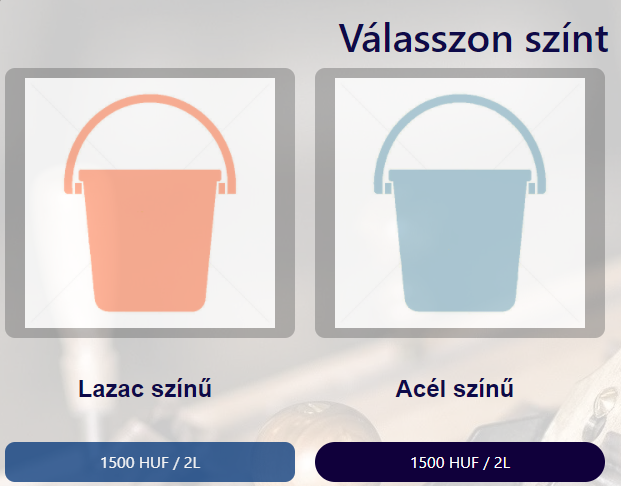 Válasszon színt
Lazac színű
Acél színű
1500 HUF / 2L
1500 HUF / 2L